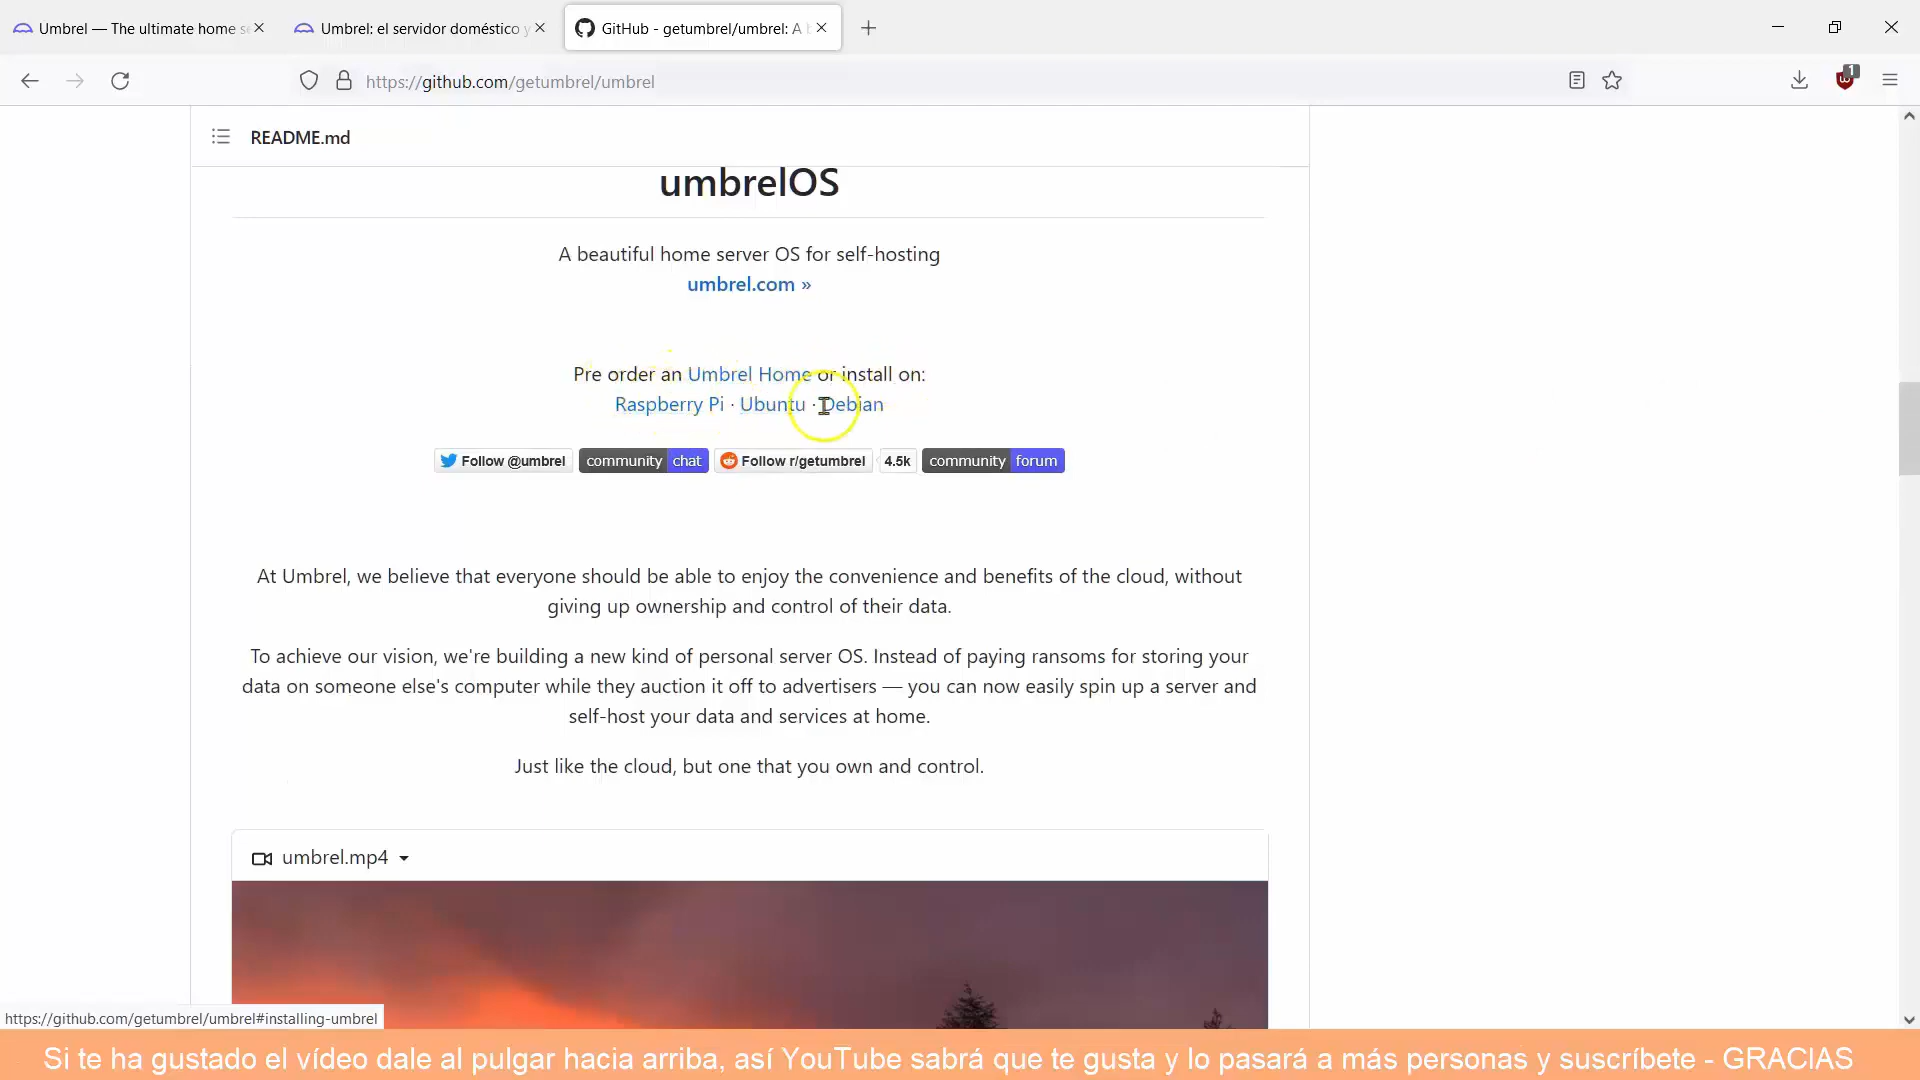 Umbrel — The ultimate home se
Umbrel: el servidor doméstico y
GitHub - getumbrel/umbrel: A b
https://github.com/getumbrel/umbrel
1
README.md
umbrelOS
A beautiful home server OS for self-hosting
umbrel.com »
Pre order an Umbrel Home or install on:
Raspberry Pi · Ubuntu · Debian
Follow @umbrel community chat Follow r/getumbrel 4.5k community forum
At Umbrel, we believe that everyone should be able to enjoy the convenience and benefits of the cloud, without
giving up ownership and control of their data.
To achieve our vision, we're building a new kind of personal server OS. Instead of paying ransoms for storing your
data on someone else's computer while they auction it off to advertisers — you can now easily spin up a server and
self-host your data and services at home.
Just like the cloud, but one that you own and control.
umbrel.mp4
https://github.com/getumbrel/umbrel#installing-umbrel
Si te ha gustado el vídeo dale al pulgar hacia arriba, así YouTube sabrá que te gusta y lo pasará a más personas y suscríbete - GRACIAS